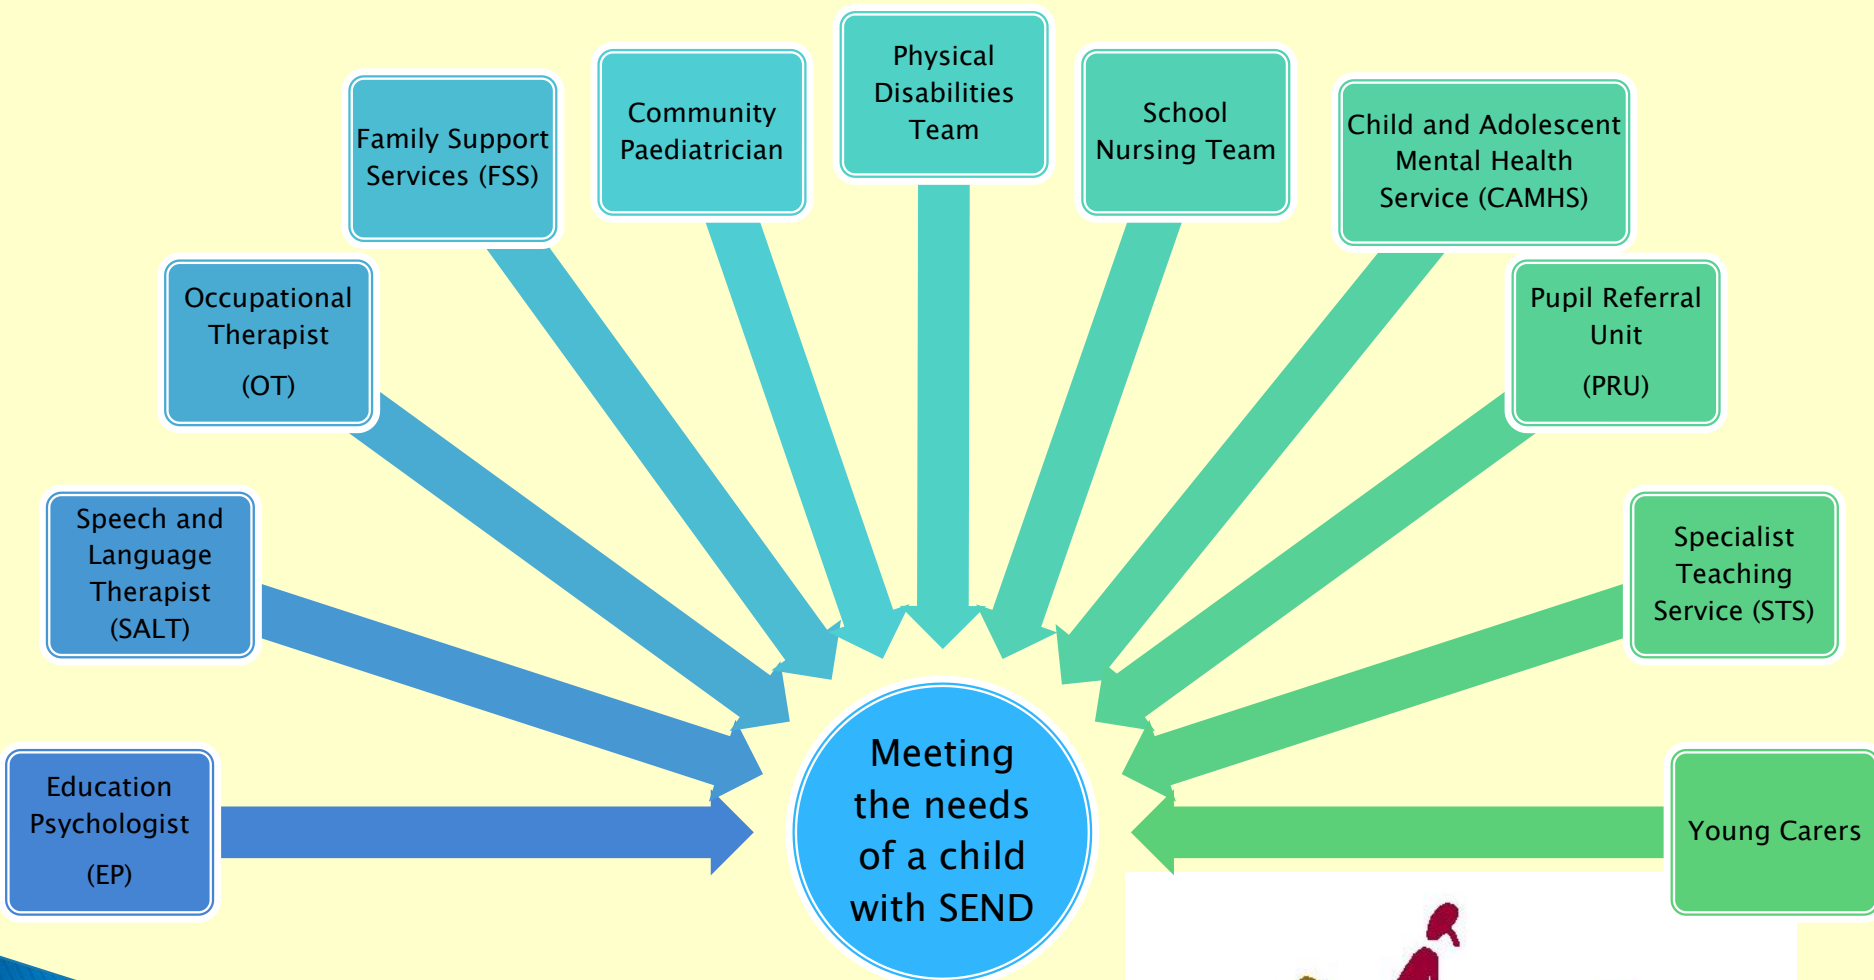 Education
Psychologist
(EP)
Speech and
Language
Therapist
(SALT)
Occupational
Therapist
(OT)
Family Support
Services (FSS)
Community
Paediatrician
Physical
Disabilities
Team
School
Nursing Team
Child and Adolescent
Mental Health
Service (CAMHS)
Pupil Referral
Unit
(PRU)
Specialist
Teaching
Service (STS)
Young Carers
Meeting
the needs
of a child
with SEND